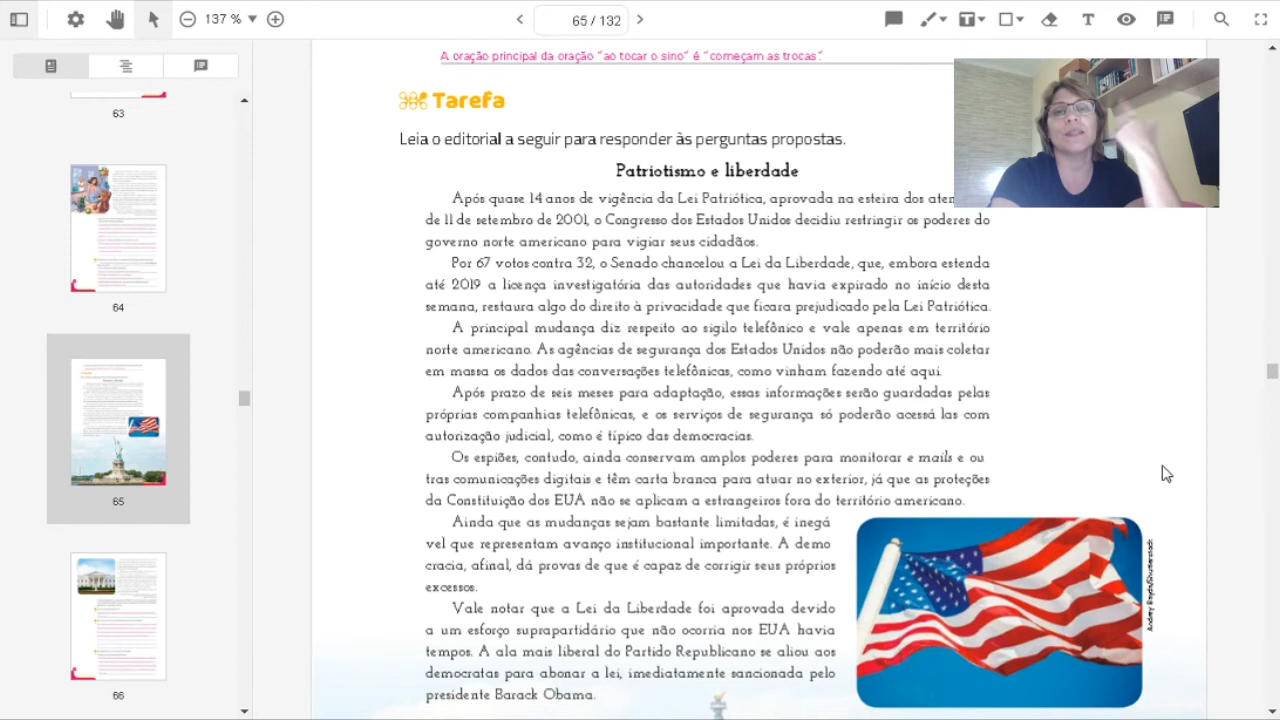 137 %
65 / 132
63
64
65
66
A oração principal da oração "ao tocar o sino" é "começam as trocas".
Tarefa
Leia o editorial a seguir para responder às perguntas propostas.
Patriotismo e liberdade
Após quase 14 anos de vigência da Lei Patriótica, aprovada na esteira dos
de 11 de setembro de 2001, o Congresso dos Estados Unidos decidiu restringir os poderes do
governo norte americano para vigiar seus cidadãos.
Por 67 votos contra 32, o Senado chancelou a Lei da Liberdade, que, embora estenda
até 2019 a licença investigatória das autoridades que havia expirado no início desta
semana, restaura algo do direito à privacidade que ficara prejudicado pela Lei Patriótica.
A principal mudança diz respeito ao sigilo telefônico e vale apenas em território
norte americano. As agências de segurança dos Estados Unidos não poderão mais coletar
em massa os dados das conversações telefônicas, como vinham fazendo até aqui.
Após prazo de seis meses para adaptação, essas informações serão guardadas pelas
próprias companhias telefônicas, e os serviços de segurança só poderão acessá las com
autorização judicial, como é típico das democracias.
Os espiões, contudo, ainda conservam amplos poderes para monitorar e mails e ou
tras comunicações digitais e têm carta branca para atuar no exterior, já que as proteções
da Constituição dos EUA não se aplicam a estrangeiros fora do território americano.
Ainda que as mudanças sejam bastante limitadas, é inegá
vel que representam avanço institucional importante. A demo
cracia, afinal, dá provas de que é capaz de corrigir seus próprios
excessos.
Vale notar que a Lei da Liberdade foi aprovada devido
a um esforço suprapartidário que não ocorria nos EUA havia
tempos. A ala mais liberal do Partido Republicano se aliou aos
democratas para abonar a lei, imediatamente sancionada pelo
presidente Barack Obama.